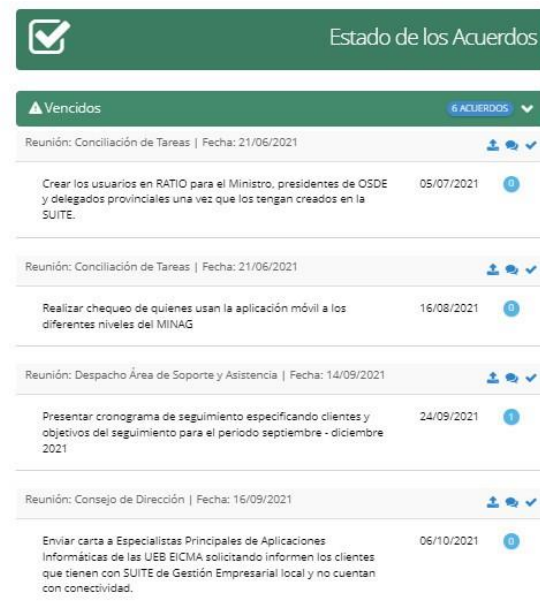 Estado de los Acuerdos
Vencidos 6 ACUERDOS
Reunión: Conciliación de Tareas | Fecha: 21/06/2021
Crear los usuarios en RATIO para el Ministro, presidentes de OSDE 05/07/2021 0
y delegados provinciales una vez que los tengan creados en la
SUITE.
Reunión: Conciliación de Tareas | Fecha: 21/06/2021
Realizar chequeo de quienes usan la aplicación móvil a los 16/08/2021 0
diferentes niveles del MINAG
Reunión: Despacho Área de Soporte y Asistencia | Fecha: 14/09/2021
Presentar cronograma de seguimiento especificando clientes y 24/09/2021 1
objetivos del seguimiento para el periodo septiembre - diciembre
2021
Reunión: Consejo de Dirección | Fecha: 16/09/2021
Enviar carta a Especialistas Principales de Aplicaciones 06/10/2021 0
Informáticas de las UEB EICMA solicitando informen los clientes
que tienen con SUITE de Gestión Empresarial local y no cuentan
con conectividad.